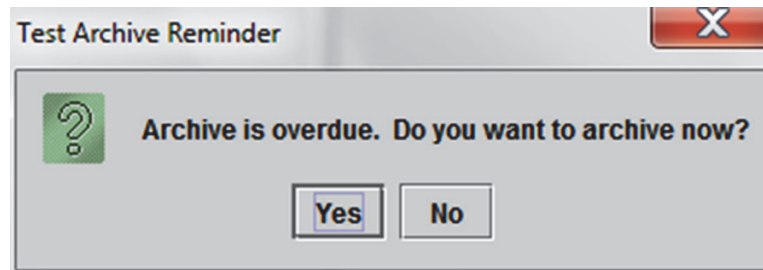 Test Archive Reminder
Archive is overdue. Do you want to archive now?
Yes No